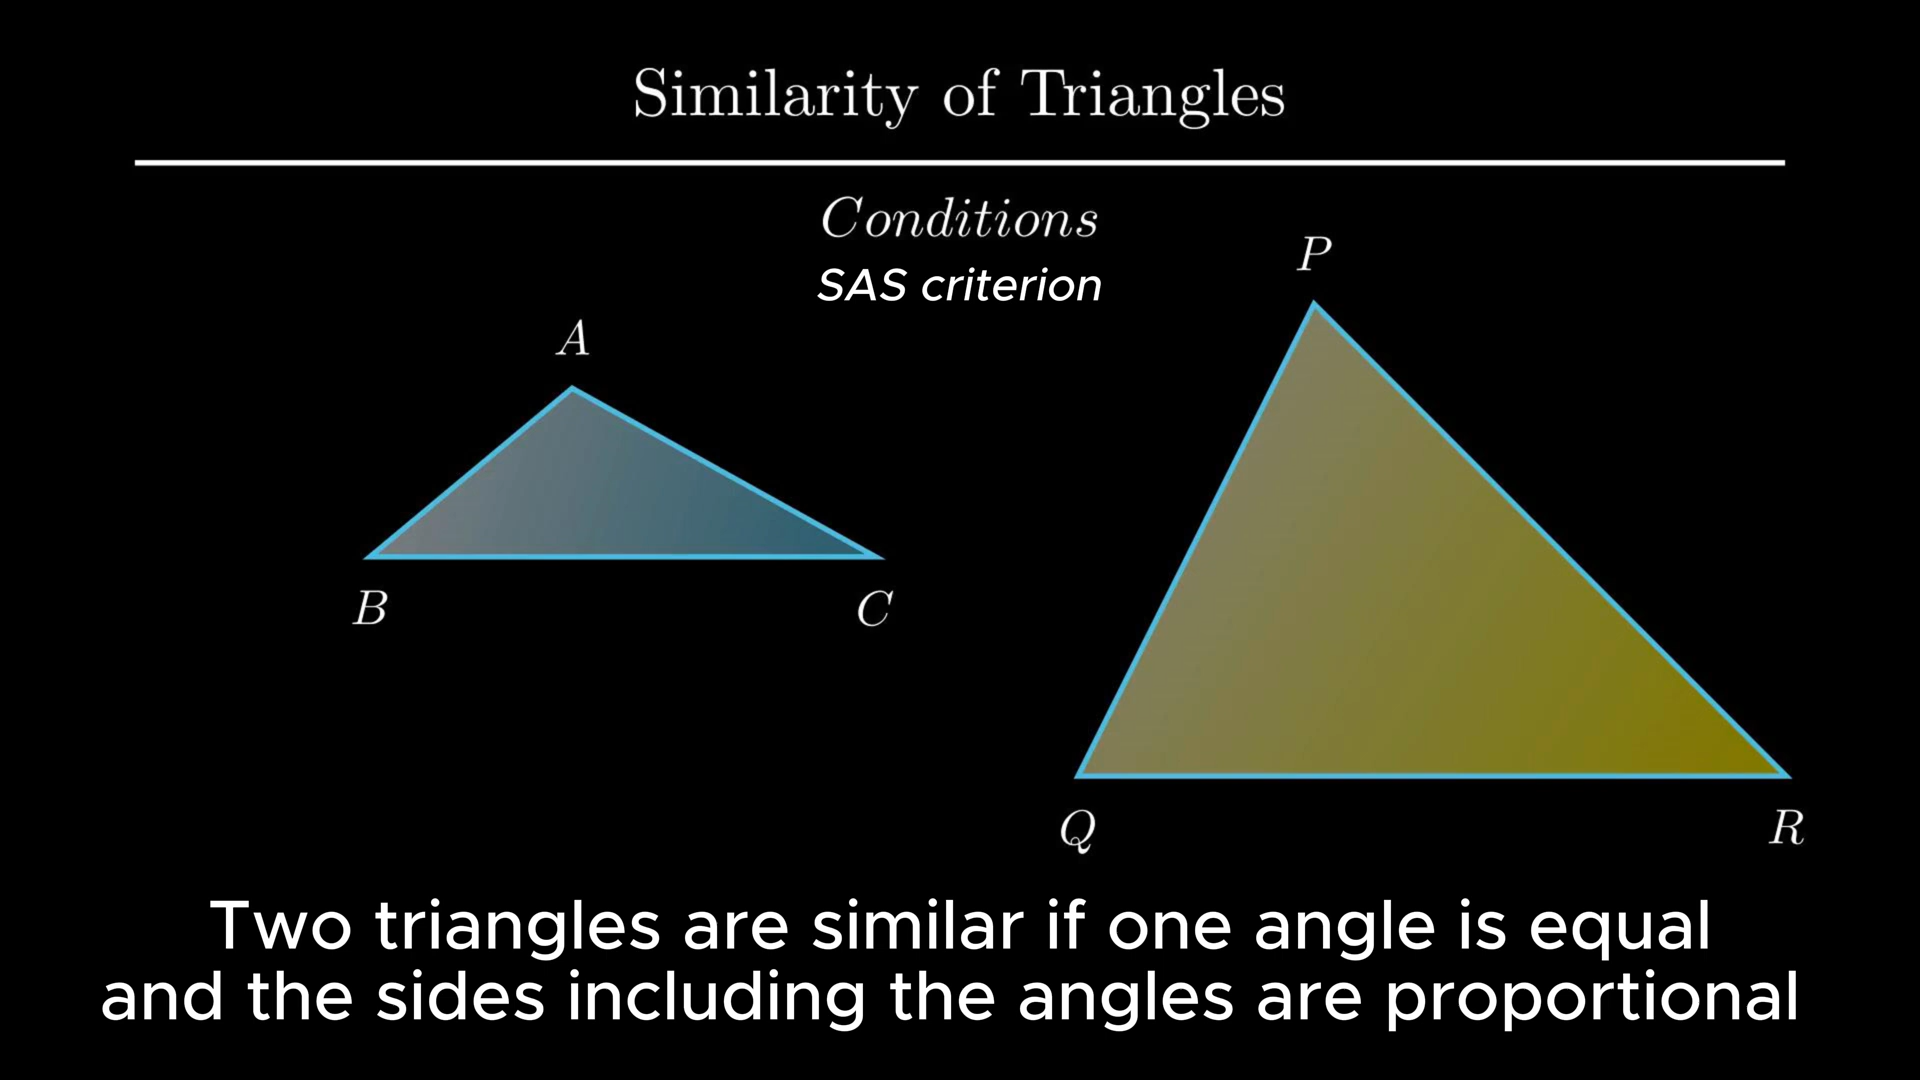 Similarity of Triangles
Conditions
SAS criterion
P
A
B
C
Q
R
Two triangles are similar if one angle is equal
and the sides including the angles are proportional